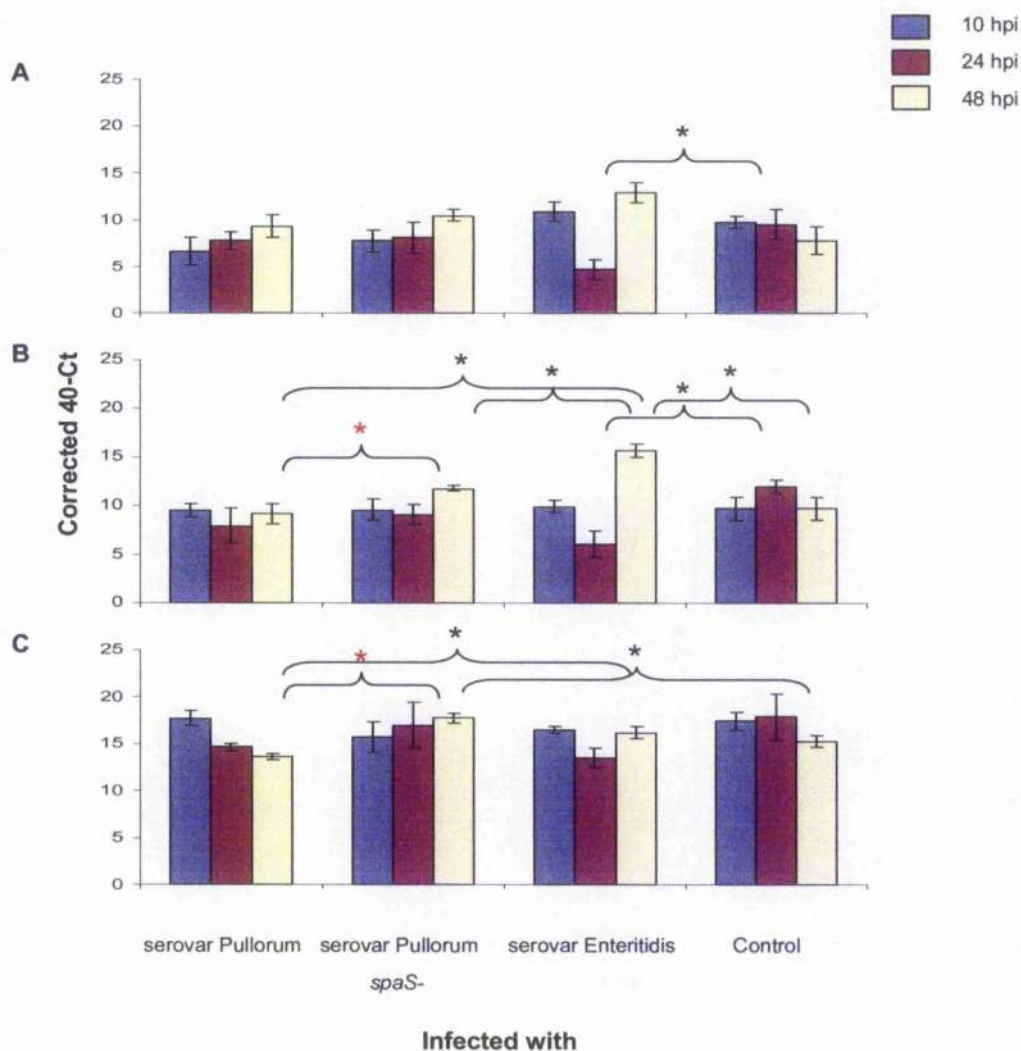 10 hpi
24 hpi
48 hpi
A
25
20
15
10
5
0
*
B
25
20
15
10
5
0
* * * * *
*
C
25
20
15
10
5
0
* * *
Corrected 40-Ct
serovar Pullorum serovar Pullorum serovar Enteritidis Control
spaS-
Infected with